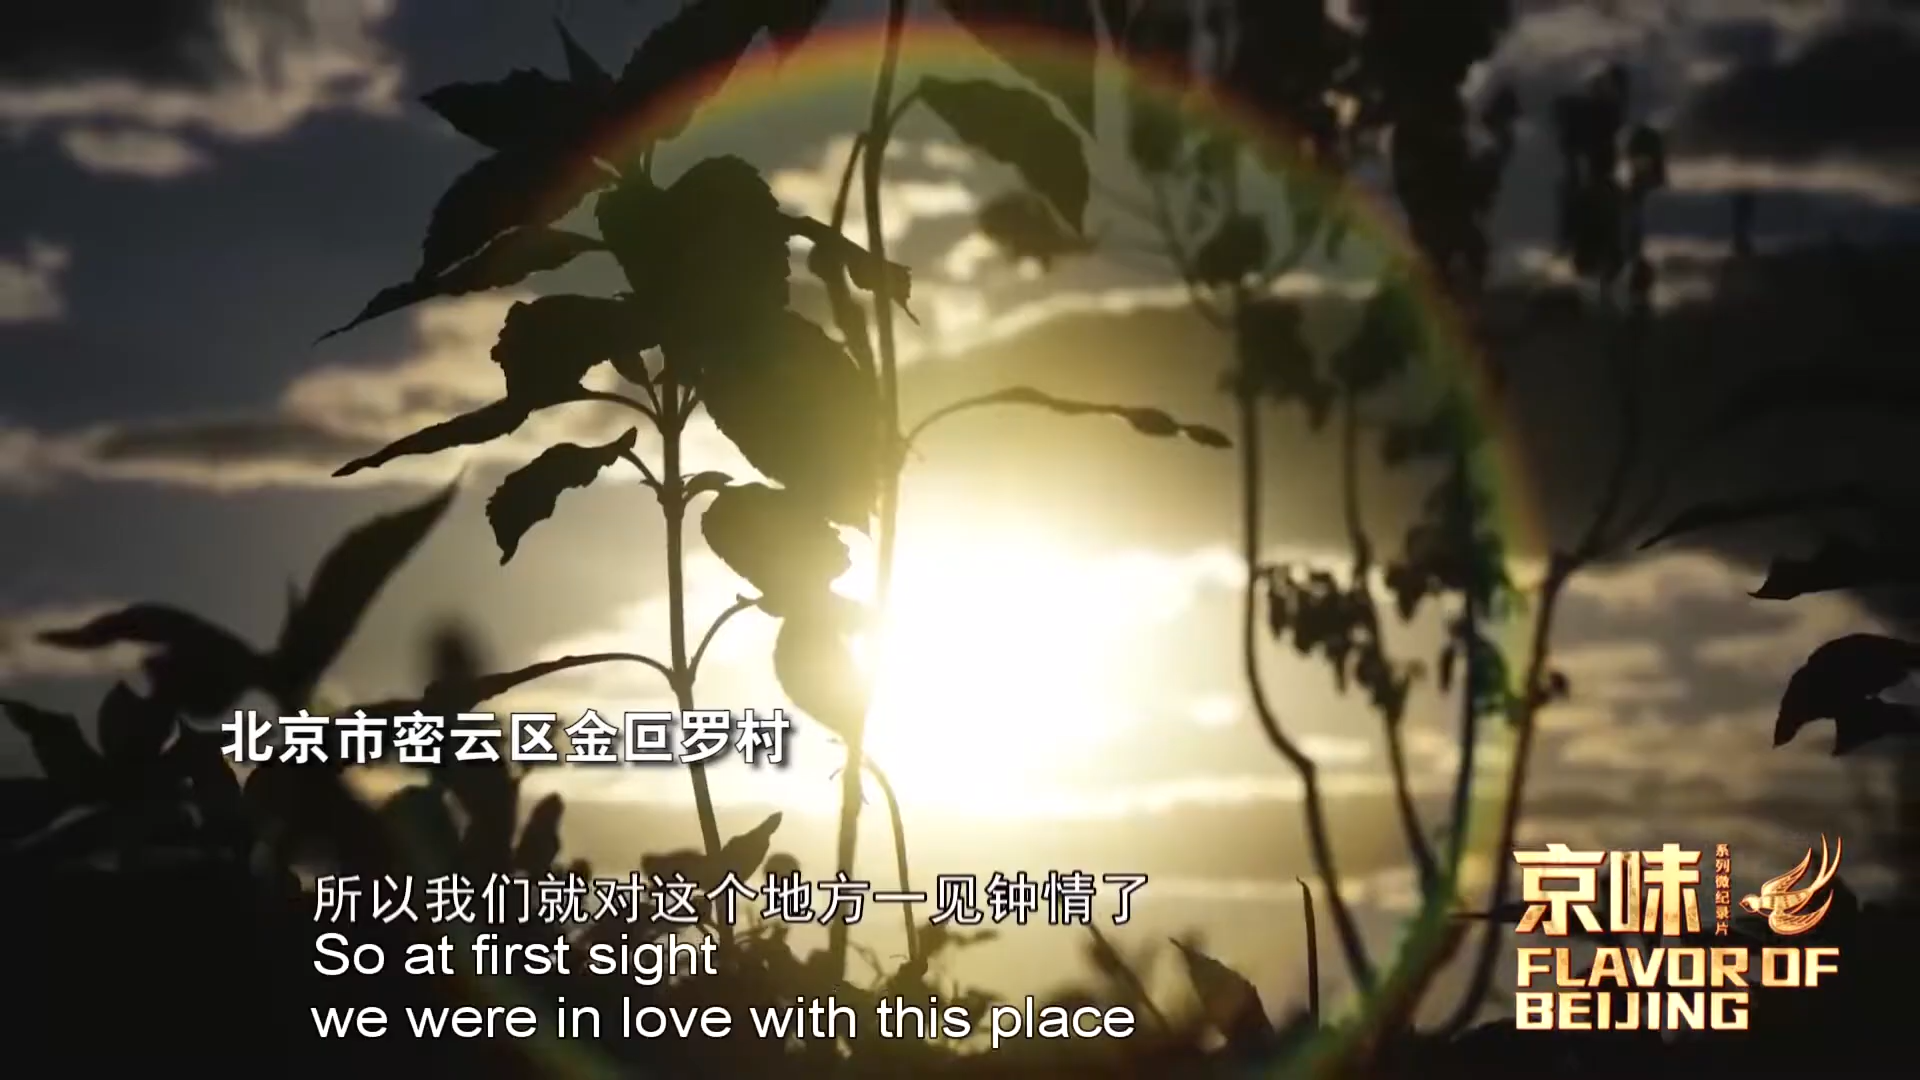 北京市密云区金叵罗村
所以我们就对这个地方一见钟情了
So at first sight
we were in love with this place
京味
系列微纪录片
FLAVOR OF
BEIJING